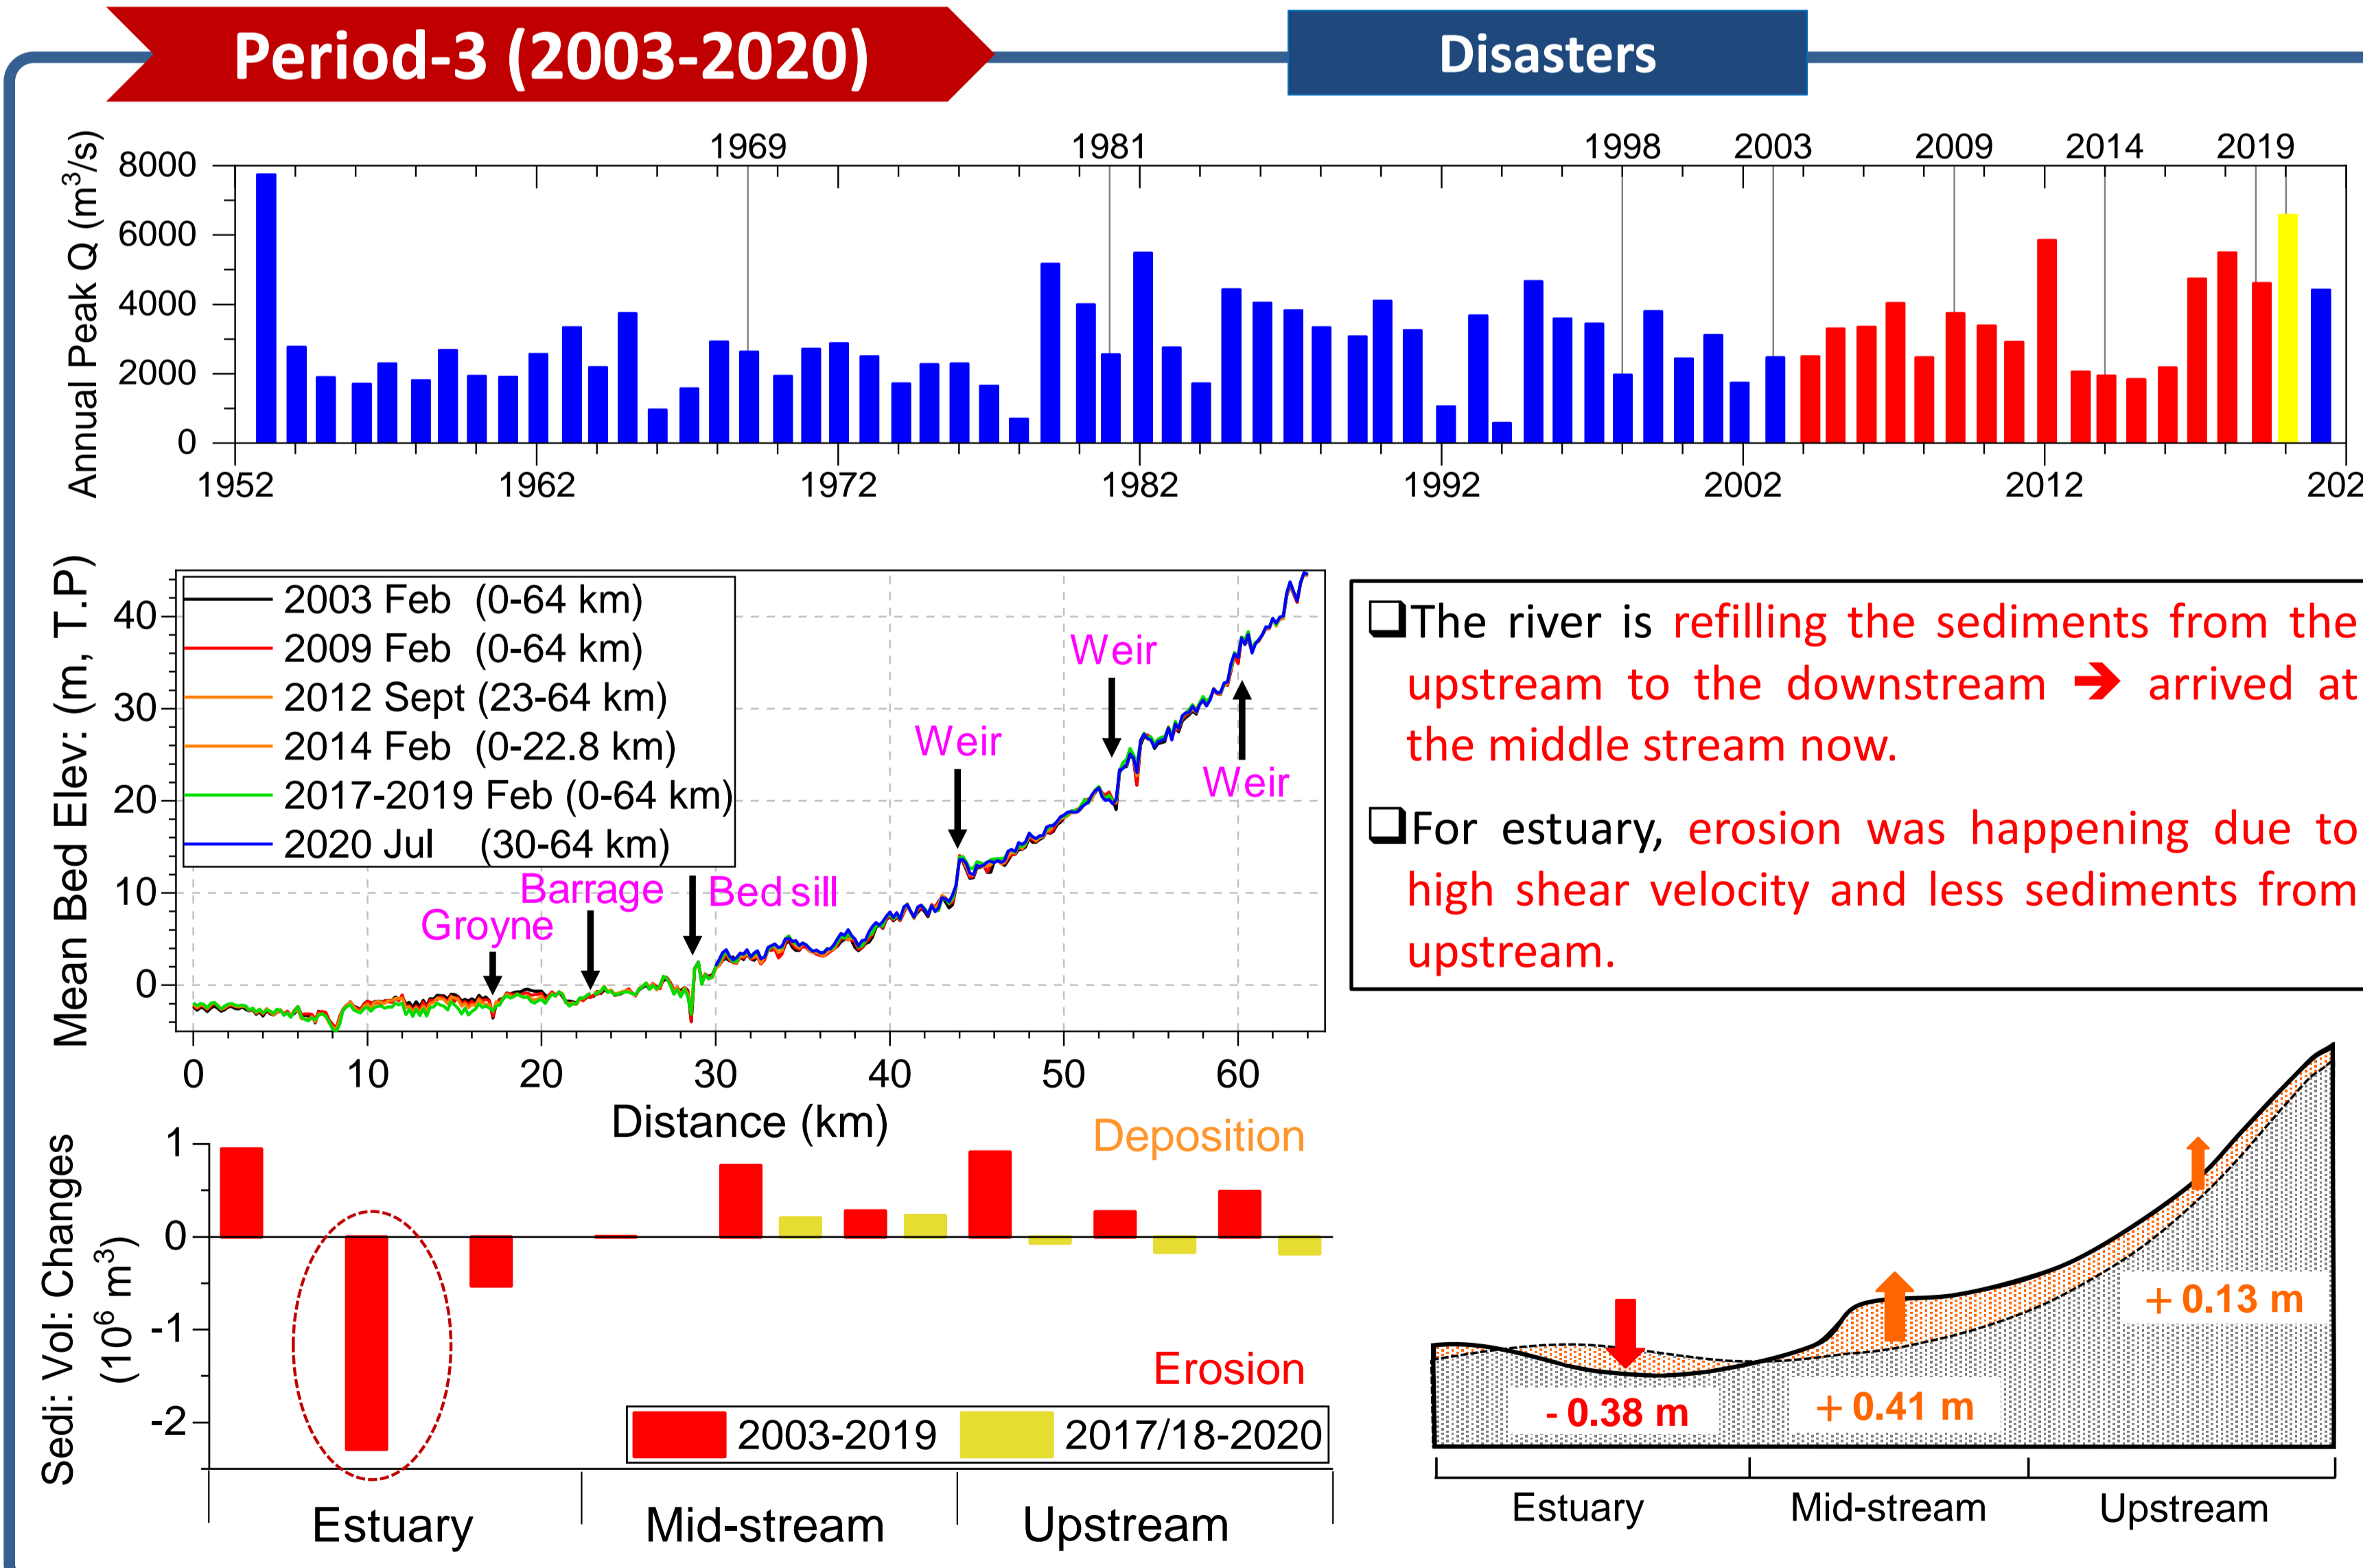 Period-3 (2003-2020)
Disasters
1969 1981 1998 2003 2009 2014 2019
Annual Peak Q (m³/s)
8000
6000
4000
2000
0
1952 1962 1972 1982 1992 2002 2012 202
Mean Bed Elev: (m, T.P)
40
30
20
10
0
2003 Feb (0-64 km)
2009 Feb (0-64 km)
2012 Sept (23-64 km)
2014 Feb (0-22.8 km)
2017-2019 Feb (0-64 km)
2020 Jul (30-64 km)
Groyne
Barrage
Bed sill
Weir
Weir
Weir
0 10 20 30 40 50 60
Distance (km)
❑The river is refilling the sediments from the
upstream to the downstream ➔ arrived at
the middle stream now.
❑For estuary, erosion was happening due to
high shear velocity and less sediments from
upstream.
Sedi: Vol: Changes
(10⁶ m³)
1
0
-1
-2
Deposition
Erosion
2003-2019 2017/18-2020
Estuary Mid-stream Upstream
- 0.38 m
+ 0.41 m
+ 0.13 m
Estuary Mid-stream Upstream